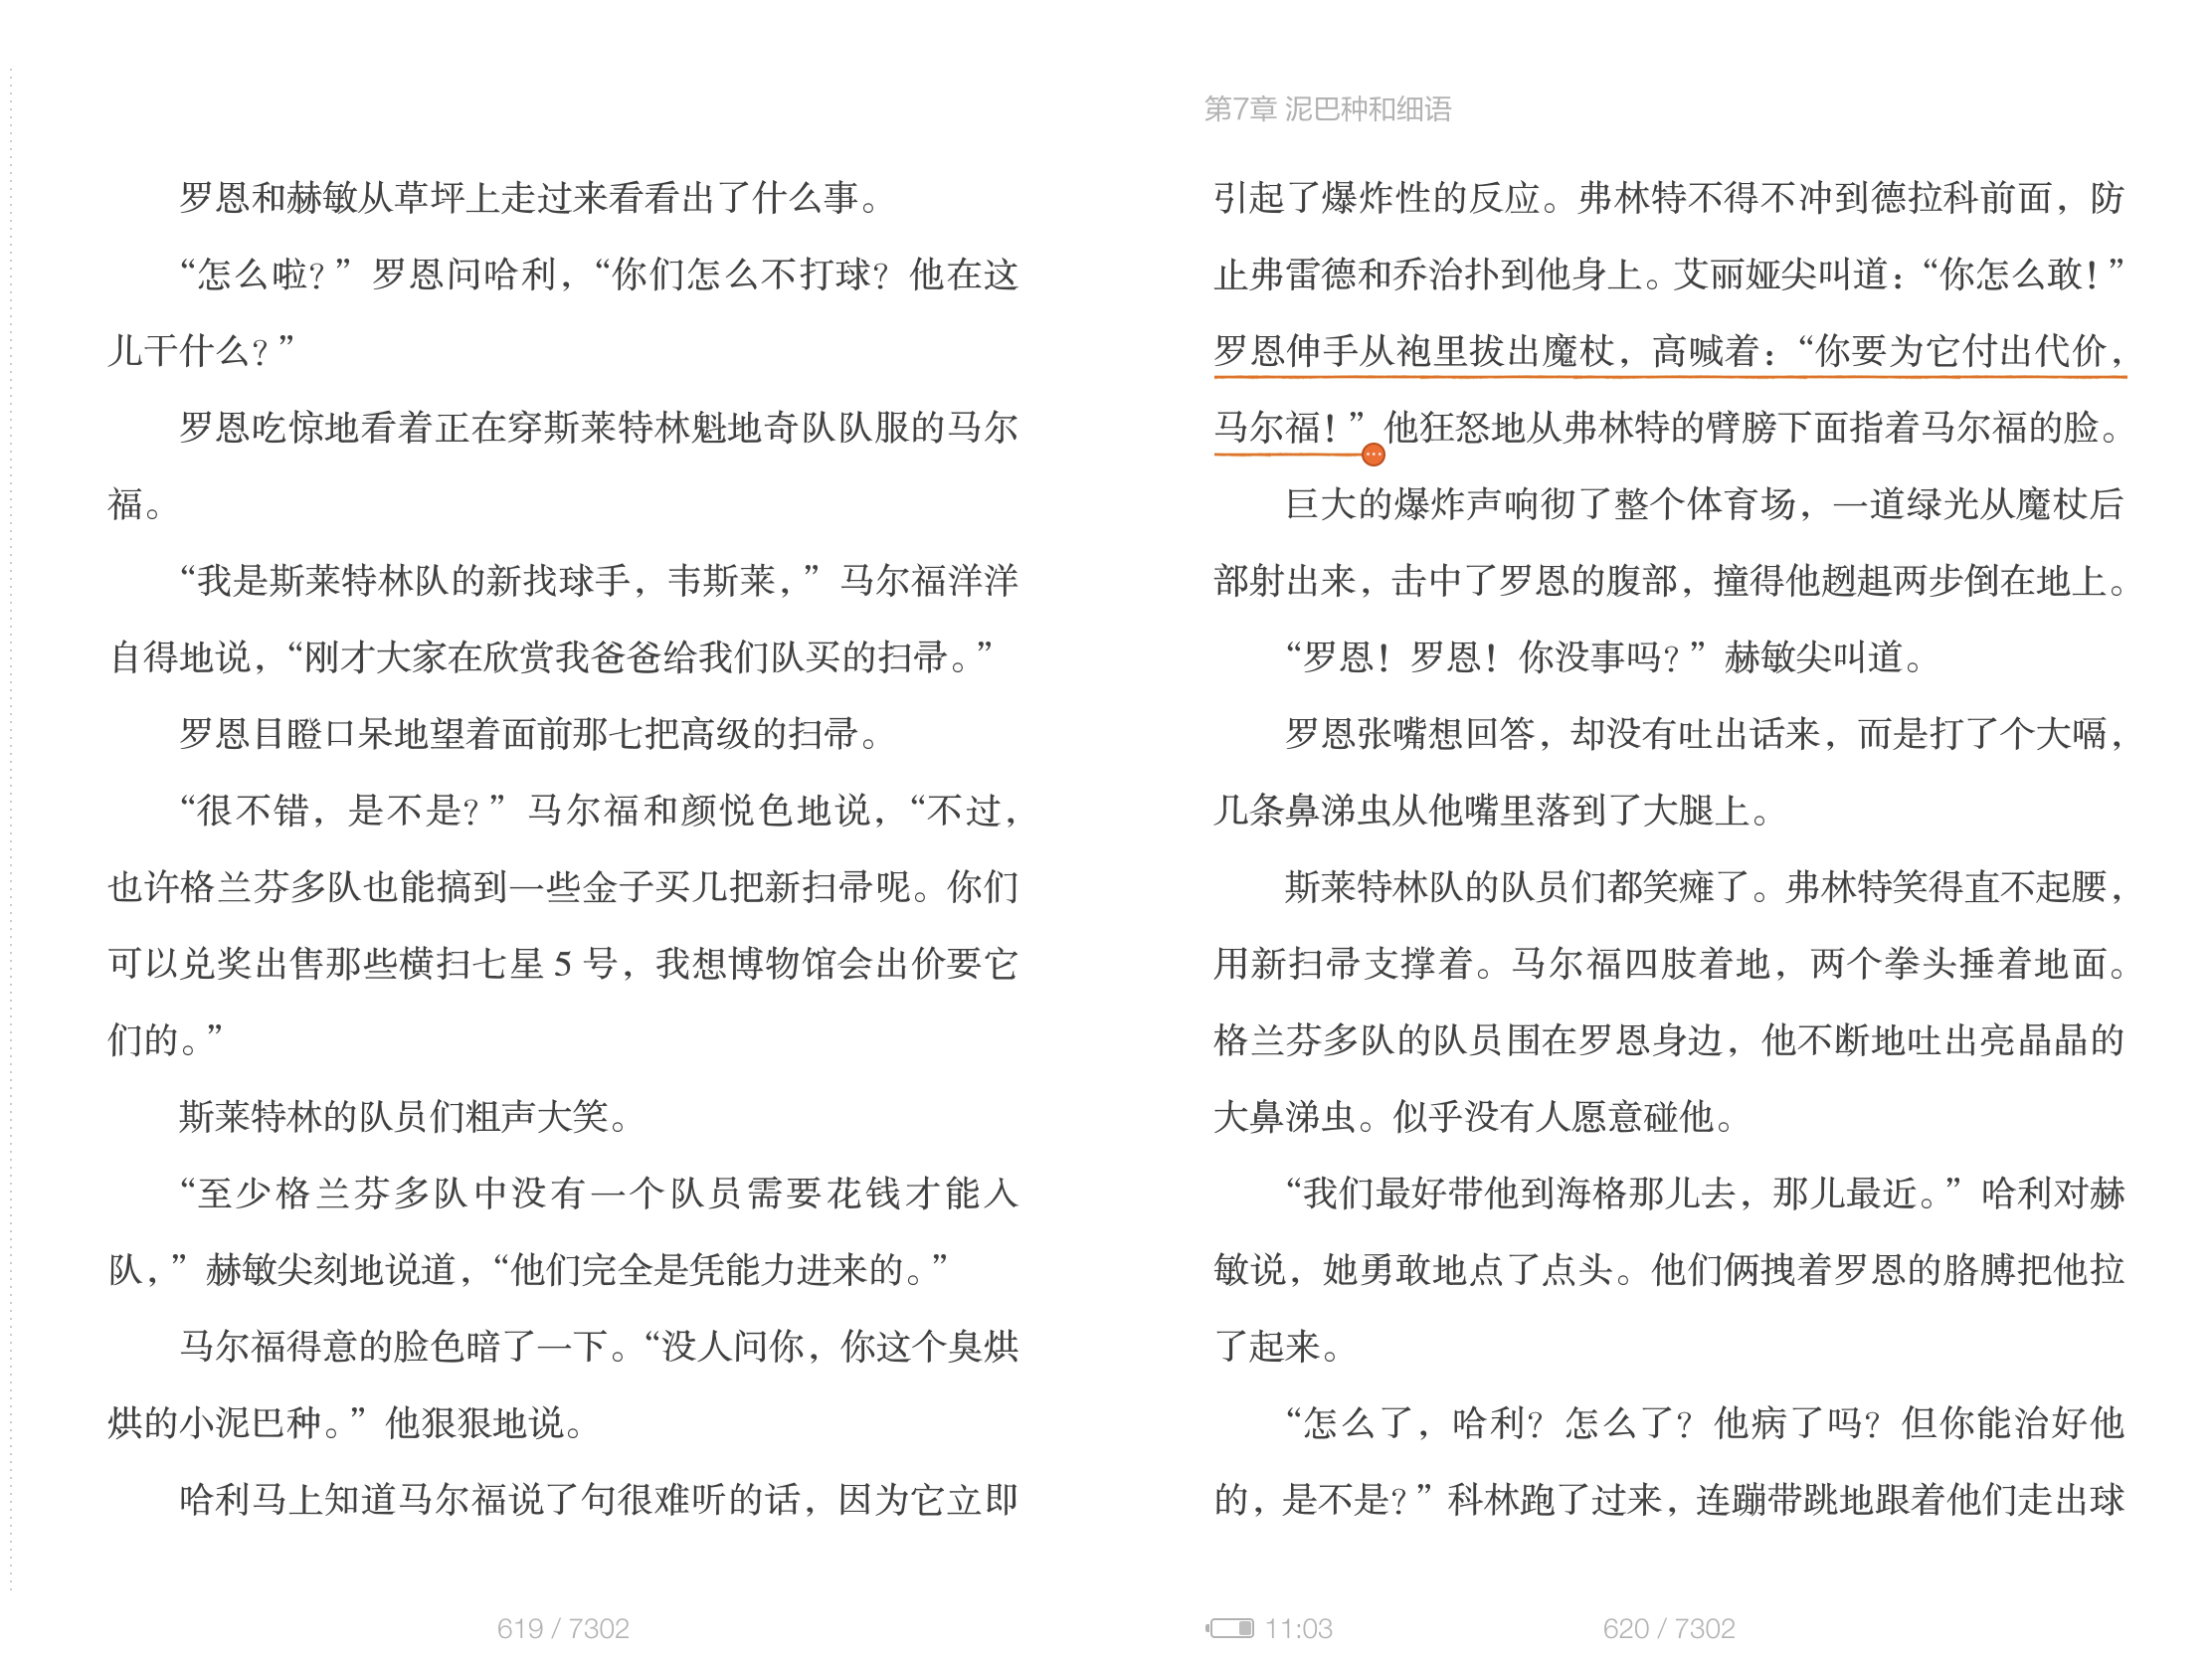 罗恩和赫敏从草坪上走过来看看出了什么事。
“怎么啦？”罗恩问哈利，“你们怎么不打球？他在这
儿干什么？”
罗恩吃惊地看着正在穿斯莱特林魁地奇队队服的马尔
福。
“我是斯莱特林队的新找球手，韦斯莱，”马尔福洋洋
自得地说，“刚才大家在欣赏我爸爸给我们队买的扫帚。”
罗恩目瞪口呆地望着面前那七把高级的扫帚。
“很不错，是不是？”马尔福和颜悦色地说，“不过，
也许格兰芬多队也能搞到一些金子买几把新扫帚呢。你们
可以兑奖出售那些横扫七星 5 号，我想博物馆会出价要它
们的。”
斯莱特林的队员们粗声大笑。
“至少格兰芬多队中没有一个队员需要花钱才能入
队，”赫敏尖刻地说道，“他们完全是凭能力进来的。”
马尔福得意的脸色暗了一下。“没人问你，你这个臭烘
烘的小泥巴种。”他狠狠地说。
哈利马上知道马尔福说了句很难听的话，因为它立即
619 / 7302
第7章 泥巴种和细语
引起了爆炸性的反应。弗林特不得不冲到德拉科前面，防
止弗雷德和乔治扑到他身上。艾丽娅尖叫道：“你怎么敢！”
罗恩伸手从袍里拔出魔杖，高喊着：“你要为它付出代价，
马尔福！”他狂怒地从弗林特的臂膀下面指着马尔福的脸。
巨大的爆炸声响彻了整个体育场，一道绿光从魔杖后
部射出来，击中了罗恩的腹部，撞得他趔趄两步倒在地上。
“罗恩！罗恩！你没事吗？”赫敏尖叫道。
罗恩张嘴想回答，却没有吐出话来，而是打了个大嗝，
几条鼻涕虫从他嘴里落到了大腿上。
斯莱特林队的队员们都笑瘫了。弗林特笑得直不起腰，
用新扫帚支撑着。马尔福四肢着地，两个拳头捶着地面。
格兰芬多队的队员围在罗恩身边，他不断地吐出亮晶晶的
大鼻涕虫。似乎没有人愿意碰他。
“我们最好带他到海格那儿去，那儿最近。”哈利对赫
敏说，她勇敢地点了点头。他们俩拽着罗恩的胳膊把他拉
了起来。
“怎么了，哈利？怎么了？他病了吗？但你能治好他
的，是不是？”科林跑了过来，连蹦带跳地跟着他们走出球
11:03
620 / 7302